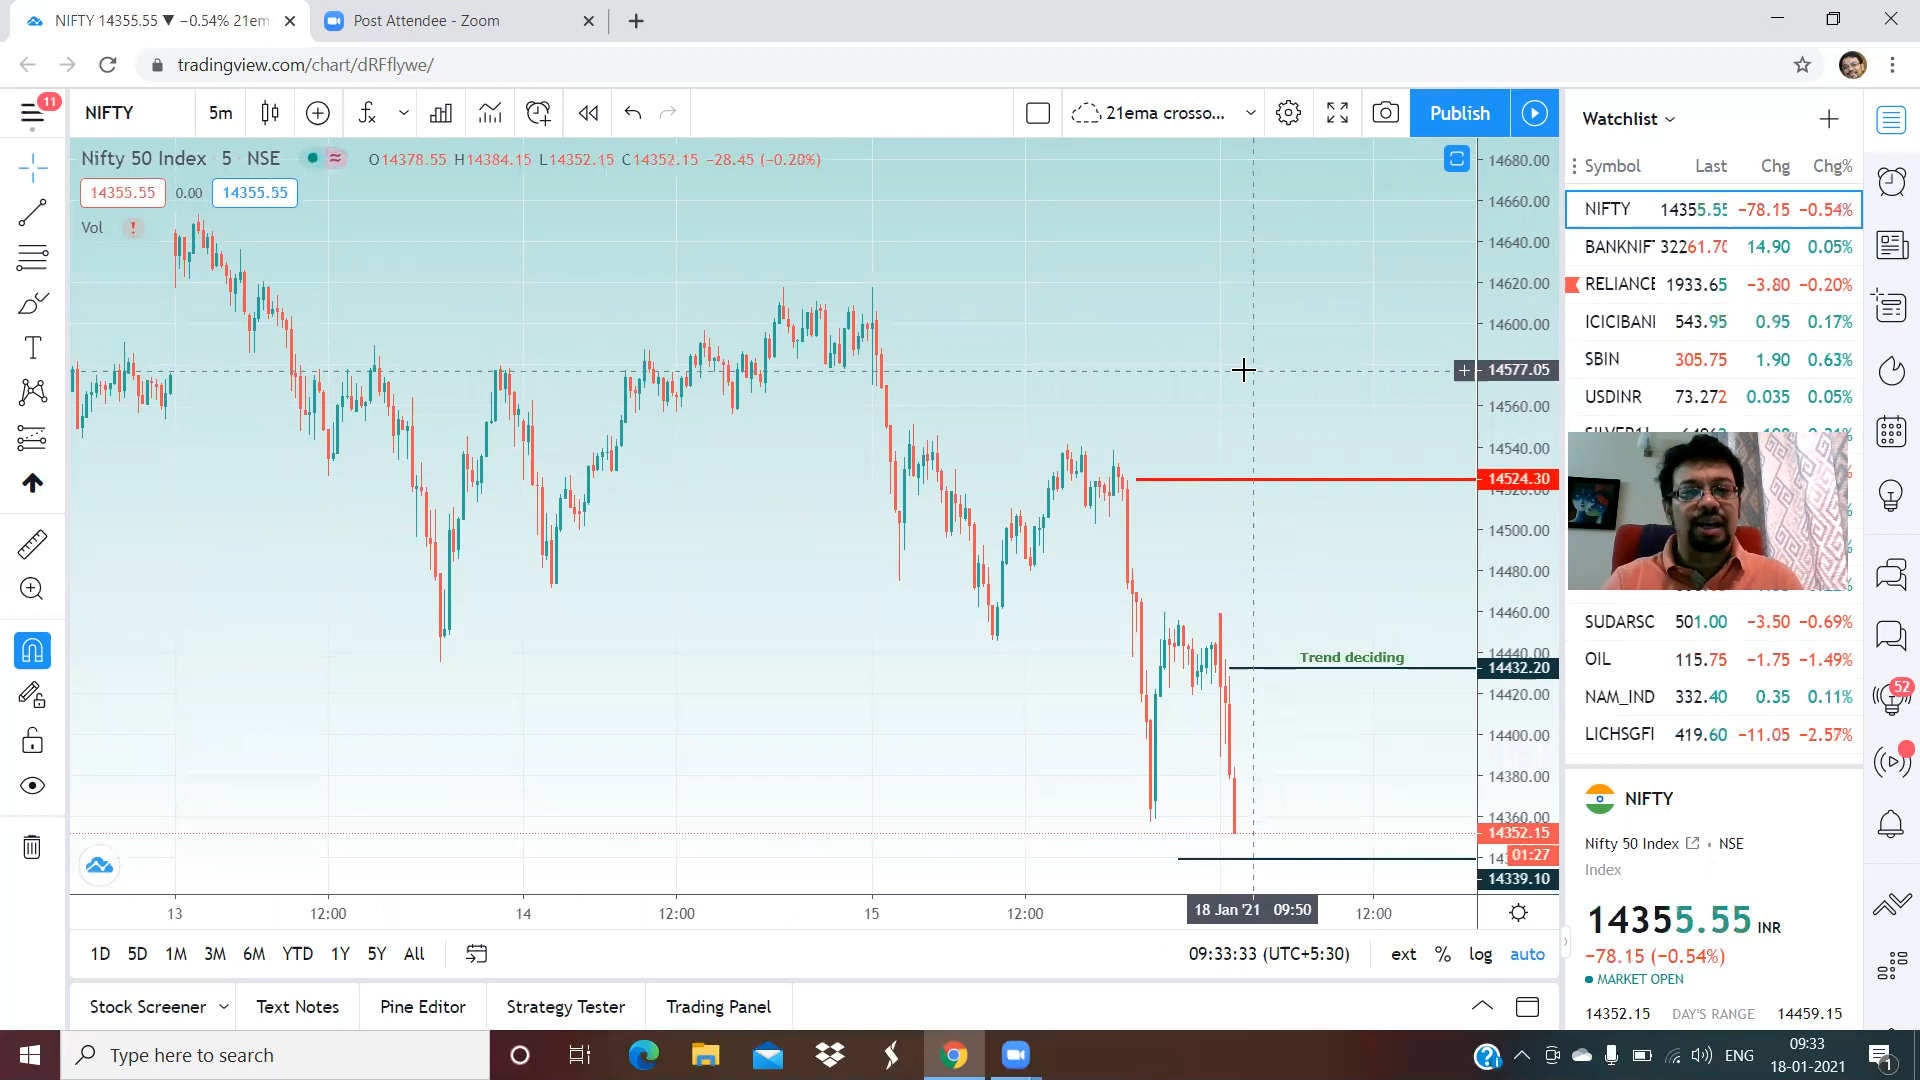 NIFTY 14355.55 ▼ −0.54% 21em
Post Attendee - Zoom
tradingview.com/chart/dRFflywe/
11
NIFTY
5m
21ema crosso...
Publish
Nifty 50 Index · 5 · NSE
O14378.55 H14384.15 L14352.15 C14352.15 −28.45 (−0.20%)
14355.55 0.00 14355.55
Vol !
14680.00
14660.00
14640.00
14620.00
14600.00
14577.05
14560.00
14540.00
14524.30
14500.00
14480.00
14460.00
Trend deciding
14432.20
14420.00
14400.00
14380.00
14360.00
14352.15
01:27
14339.10
13
12:00
14
12:00
15
12:00
18 Jan '21 09:50
12:00
1D 5D 1M 3M 6M YTD 1Y 5Y All
09:33:33 (UTC+5:30)
ext % log auto
Stock Screener
Text Notes
Pine Editor
Strategy Tester
Trading Panel
Watchlist
Symbol Last Chg Chg%
NIFTY 14355.55 −78.15 −0.54%
BANKNIF 32261.70 14.90 0.05%
RELIANCE 1933.65 −3.80 −0.20%
ICICIBANI 543.95 0.95 0.17%
SBIN 305.75 1.90 0.63%
USDINR 73.272 0.035 0.05%
SUDARSC 501.00 −3.50 −0.69%
OIL 115.75 −1.75 −1.49%
NAM_IND 332.40 0.35 0.11%
LICHSGFI 419.60 −11.05 −2.57%
52
NIFTY
Nifty 50 Index · NSE
Index
14355.55 INR
−78.15 (−0.54%)
MARKET OPEN
14352.15 DAY'S RANGE 14459.15
Type here to search
ENG
09:33
18-01-2021
1